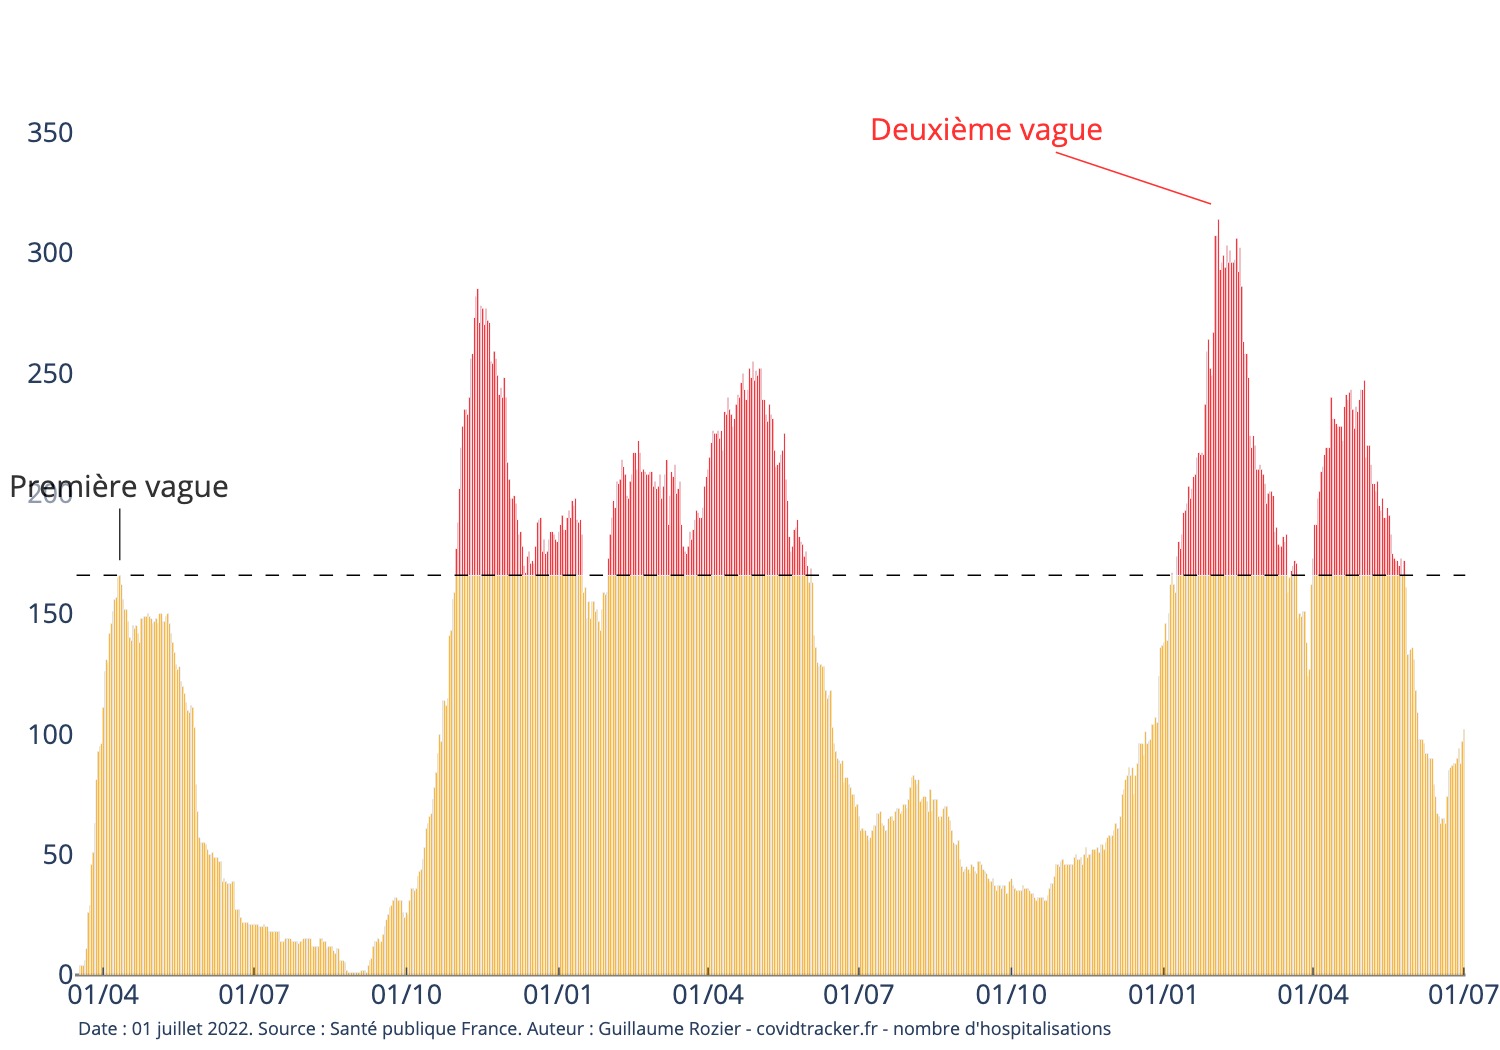 350
Deuxième vague
300
250
Première vague
200
150
100
50
0
01/04 01/07 01/10 01/01 01/04 01/07 01/10 01/01 01/04 01/07
Date : 01 juillet 2022. Source : Santé publique France. Auteur : Guillaume Rozier - covidtracker.fr - nombre d'hospitalisations